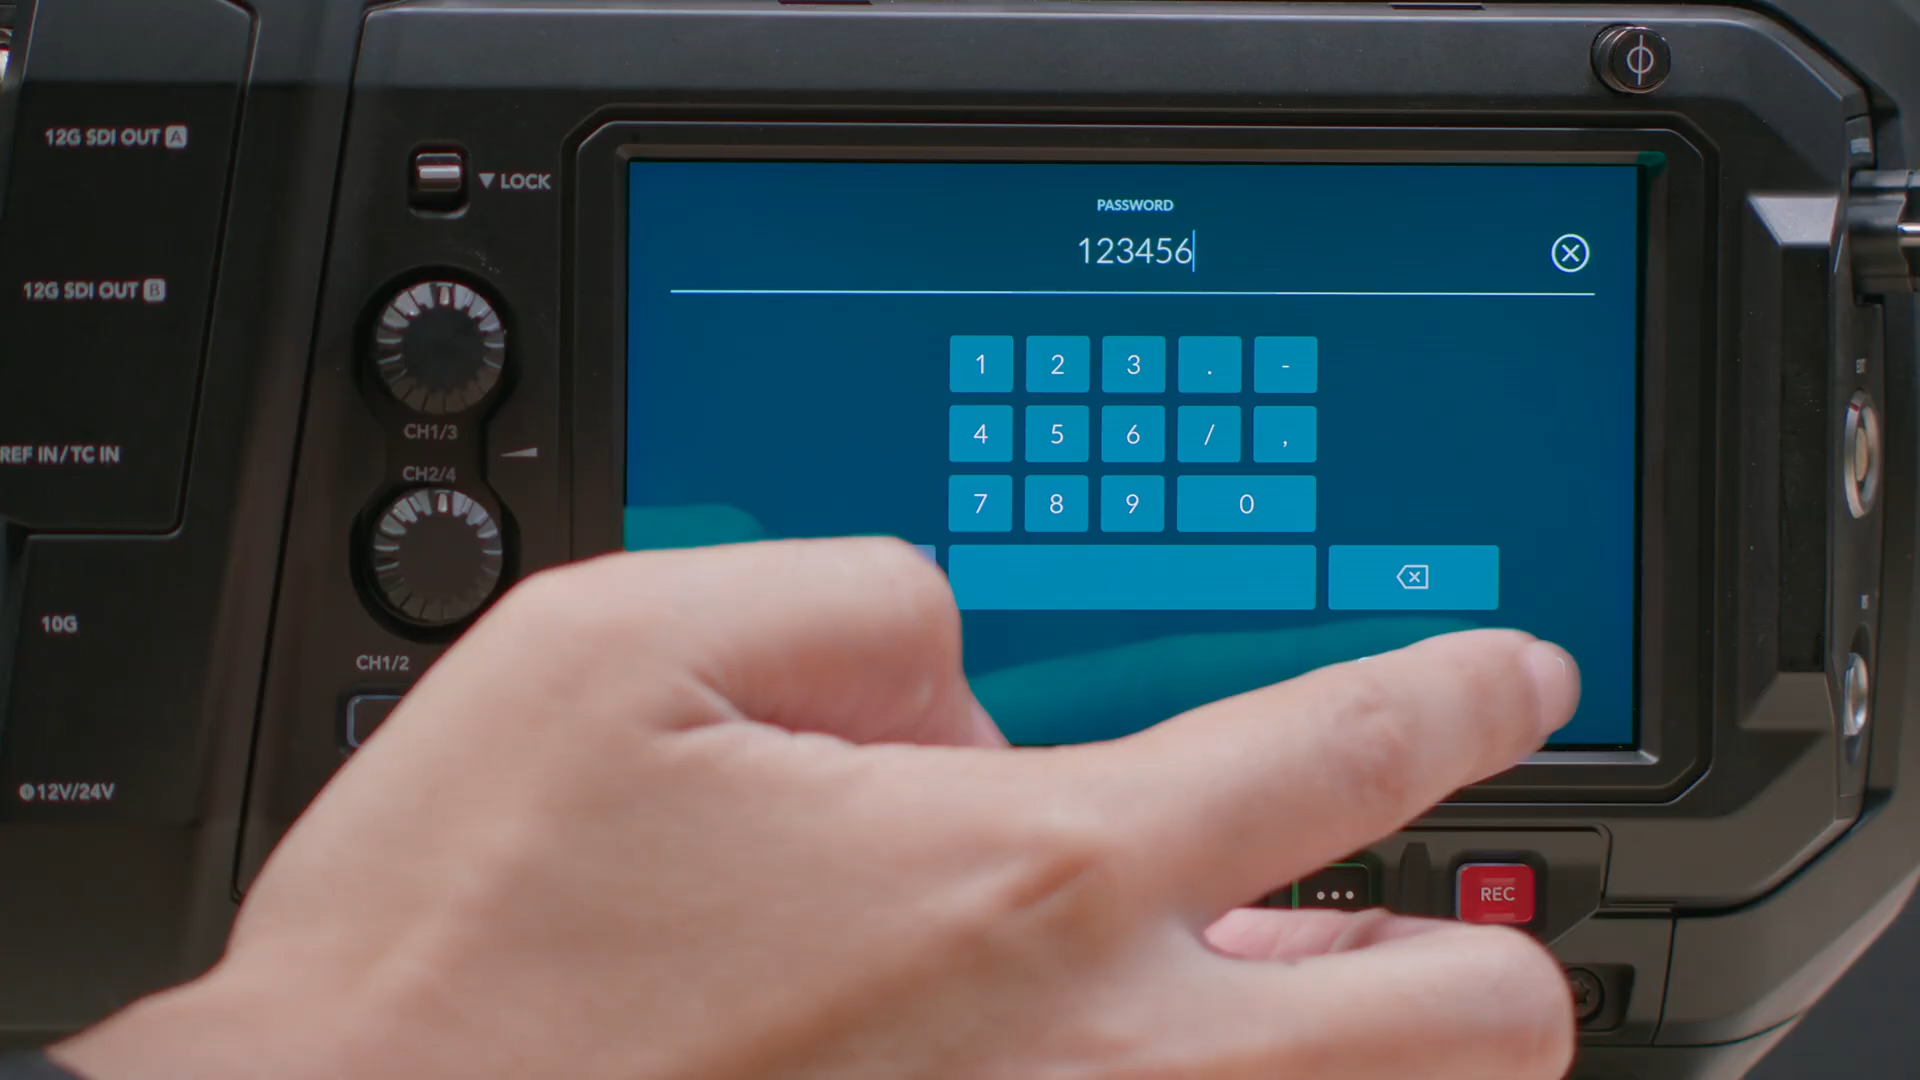 12G SDI OUT A
12G SDI OUT B
REF IN / TC IN
10G
12V/24V
▼ LOCK
CH1/3
CH2/4
CH1/2
PASSWORD
123456
1 2 3 . -
4 5 6 / ,
7 8 9 0
REC